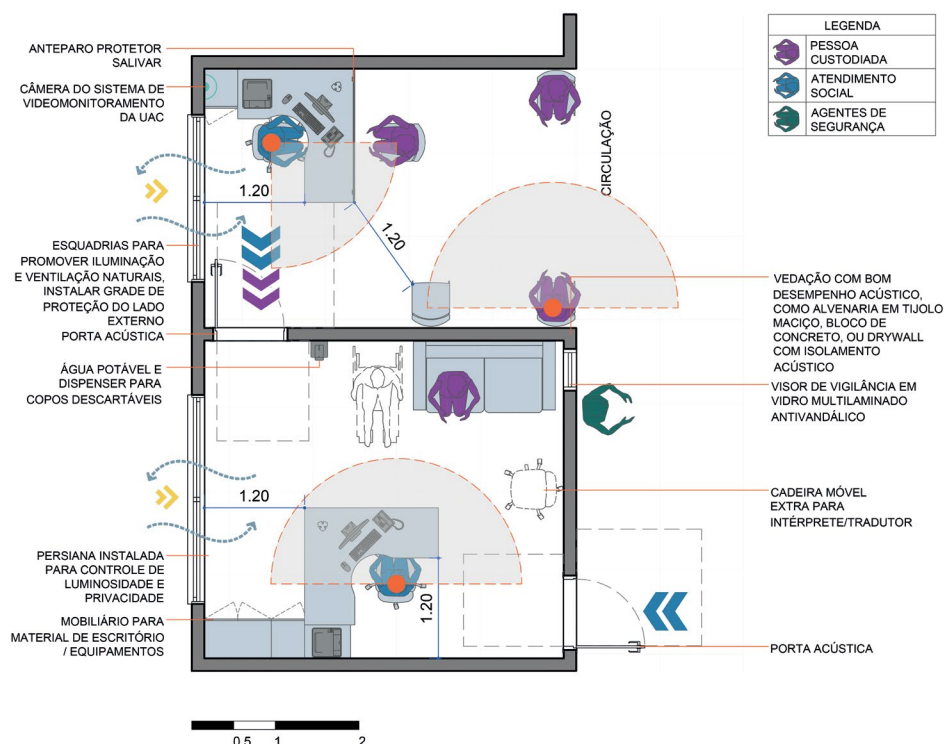 ANTEPARO PROTETOR
SALIVAR
CÂMERA DO SISTEMA DE
VIDEOMONITORAMENTO
DA UAC
ESQUADRIAS PARA
PROMOVER ILUMINAÇÃO
E VENTILAÇÃO NATURAIS,
INSTALAR GRADE DE
PROTEÇÃO DO LADO
EXTERNO
PORTA ACÚSTICA
ÁGUA POTÁVEL E
DISPENSER PARA
COPOS DESCARTÁVEIS
PERSIANA INSTALADA
PARA CONTROLE DE
LUMINOSIDADE E
PRIVACIDADE
MOBILIÁRIO PARA
MATERIAL DE ESCRITÓRIO
/ EQUIPAMENTOS
1.20
1.20
CIRCULAÇÃO
1.20
1.20
LEGENDA
PESSOA
CUSTODIADA
ATENDIMENTO
SOCIAL
AGENTES DE
SEGURANÇA
VEDAÇÃO COM BOM
DESEMPENHO ACÚSTICO,
COMO ALVENARIA EM TIJOLO
MACIÇO, BLOCO DE
CONCRETO, OU DRYWALL
COM ISOLAMENTO
ACÚSTICO
VISOR DE VIGILÂNCIA EM
VIDRO MULTILAMINADO
ANTIVANDÁLICO
CADEIRA MÓVEL
EXTRA PARA
INTÉRPRETE/TRADUTOR
PORTA ACÚSTICA
0.5 1 2